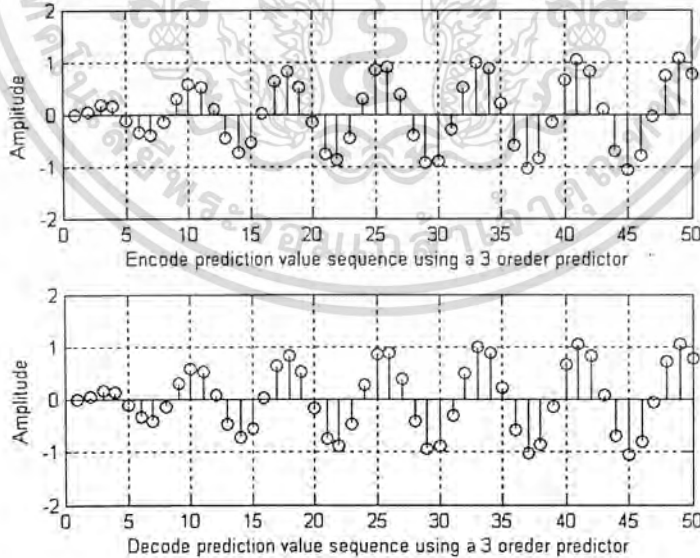 2
1
0
-1
-2
Amplitude
0 5 10 15 20 25 30 35 40 45 50
Encode prediction value sequence using a 3 oreder predictor
2
1
0
-1
-2
Amplitude
0 5 10 15 20 25 30 35 40 45 50
Decode prediction value sequence using a 3 oreder predictor